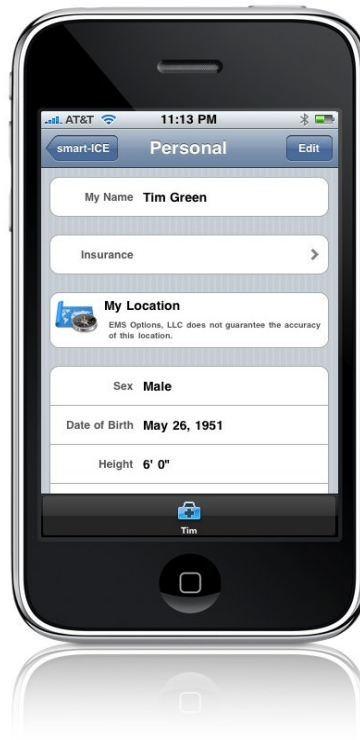 AT&T 11:13 PM
smart-ICE Personal Edit
My Name Tim Green
Insurance
My Location
EMS Options, LLC does not guarantee the accuracy
of this location.
Sex Male
Date of Birth May 26, 1951
Height 6' 0"
Tim